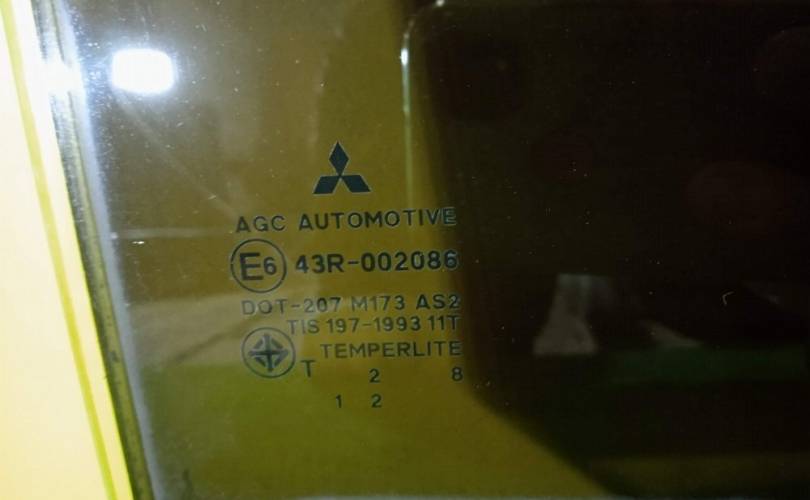 AGC AUTOMOTIVE
E6 43R-002086
DOT-207 M173 AS2
TIS 197-1993 11T
TEMPERLITE
T 2 8
1 2